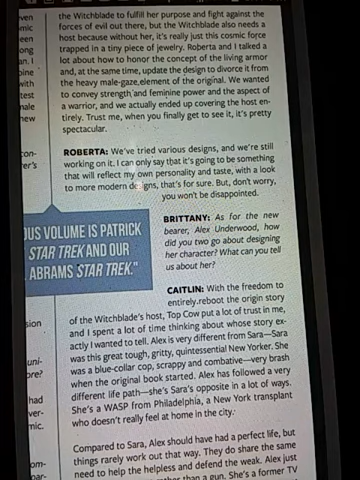 the Witchblade to fulfill her purpose and fight against the
forces of evil out there, but the Witchblade also needs a
host because without her, it's really just this cosmic force
trapped in a tiny piece of jewelry. Roberta and I talked a
lot about how to honor the concept of the living armor
and, at the same time, update the design to divorce it from
the heavy male-gaze element of the original. We wanted
to convey strength and feminine power and the aspect of
a warrior, and we actually ended up covering the host en-
tirely. Trust me, when you finally get to see it, it's pretty
spectacular.
ROBERTA: We've tried various designs, and we're still
working on it. I can only say that it's going to be something
that will reflect my own personality and taste, with a look
to more modern designs, that's for sure. But, don't worry,
you won't be disappointed.
US VOLUME IS PATRICK
STAR TREK AND OUR
ABRAMS STAR TREK."
BRITTANY: As for the new
bearer, Alex Underwood, how
did you two go about designing
her character? What can you tell
us about her?
CAITLIN: With the freedom to
entirely reboot the origin story
of the Witchblade's host, Top Cow put a lot of trust in me,
and I spent a lot of time thinking about whose story ex-
actly I wanted to tell. Alex is very different from Sara—Sara
was this great tough, gritty, quintessential New Yorker. She
was a blue-collar cop, scrappy and combative—very brash
when the original book started. Alex has followed a very
different life path—she's Sara's opposite in a lot of ways.
She's a WASP from Philadelphia, a New York transplant
who doesn't really feel at home in the city.
Compared to Sara, Alex should have had a perfect life, but
things rarely work out that way. They do share the same
need to help the helpless and defend the weak. Alex just
rather than a gun. She's a former TV